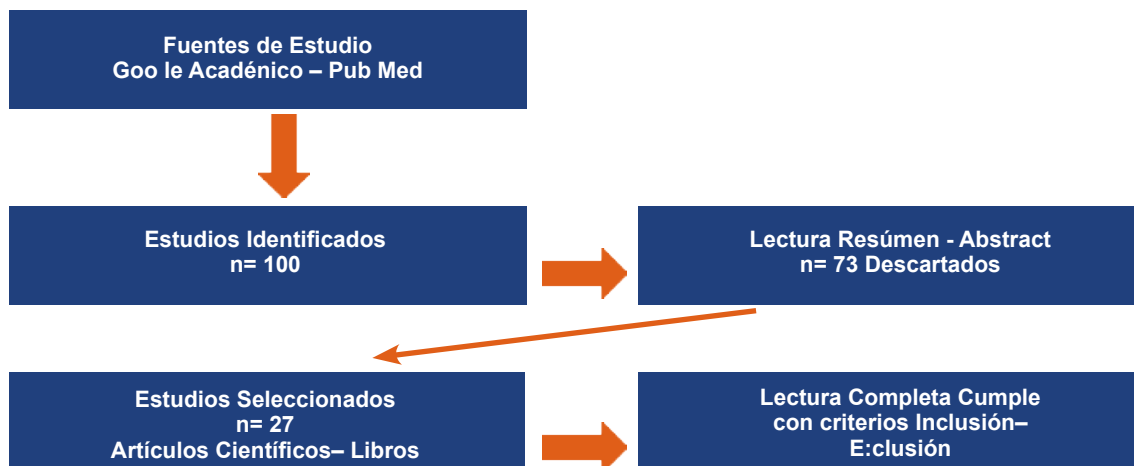 Fuentes de Estudio
Goo le Acadénico – Pub Med
Estudios Identificados
n= 100
Lectura Resúmen - Abstract
n= 73 Descartados
Estudios Seleccionados
n= 27
Artículos Científicos– Libros
Lectura Completa Cumple
con criterios Inclusión–
E:clusión